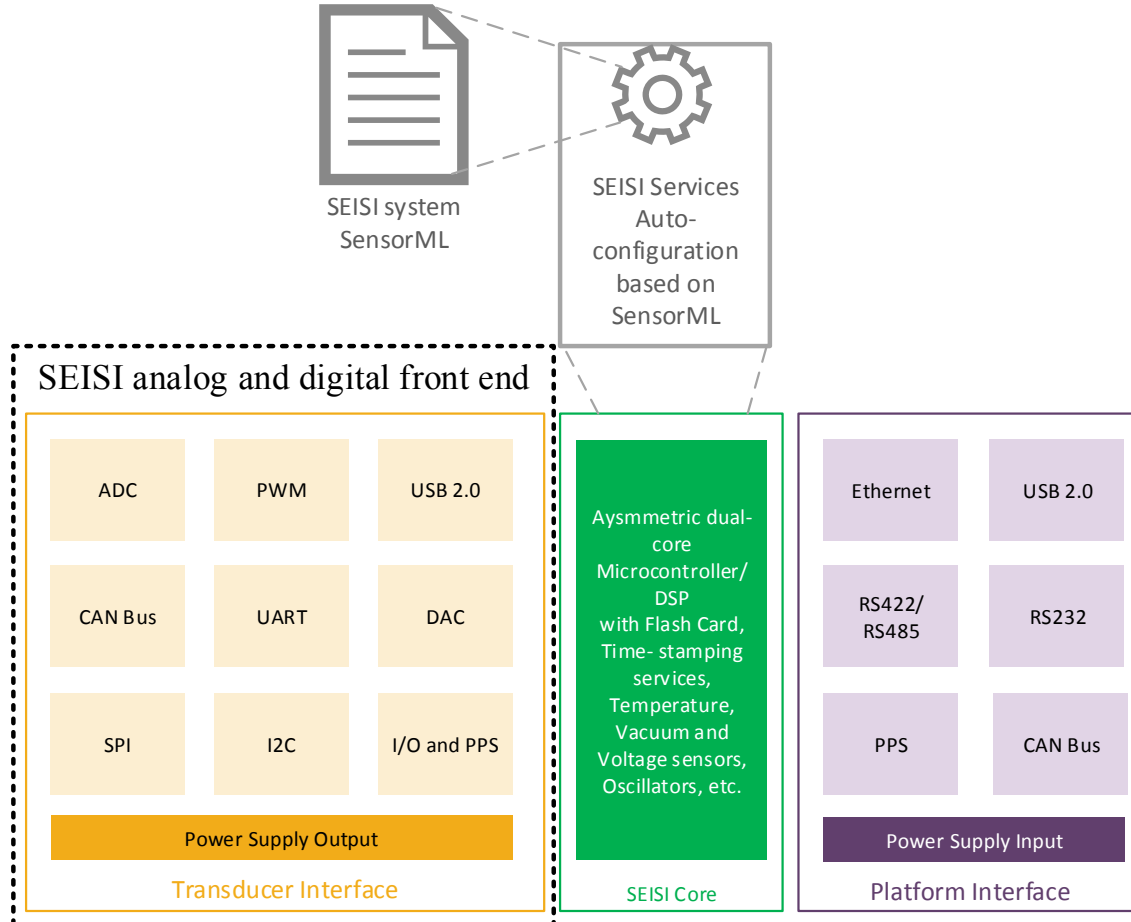 SEISI system
SensorML
SEISI Services
Auto-
configuration
based on
SensorML
SEISI analog and digital front end
ADC
PWM
USB 2.0
CAN Bus
UART
DAC
SPI
I2C
I/O and PPS
Power Supply Output
Transducer Interface
Aysmmetric dual-
core
Microcontroller/
DSP
with Flash Card,
Time- stamping
services,
Temperature,
Vacuum and
Voltage sensors,
Oscillators, etc.
SEISI Core
Ethernet
USB 2.0
RS422/
RS485
RS232
PPS
CAN Bus
Power Supply Input
Platform Interface